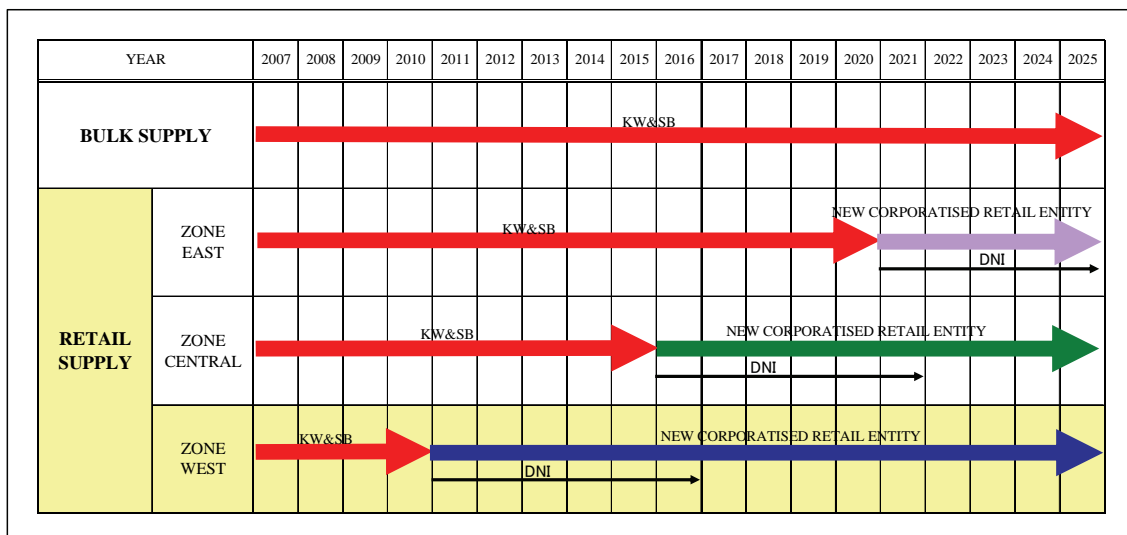 YEAR 2007 2008 2009 2010 2011 2012 2013 2014 2015 2016 2017 2018 2019 2020 2021 2022 2023 2024 2025
BULK SUPPLY
KW&SB
RETAIL
SUPPLY
ZONE
EAST
KW&SB
NEW CORPORATISED RETAIL ENTITY
DNI
ZONE
CENTRAL
KW&SB
NEW CORPORATISED RETAIL ENTITY
DNI
ZONE
WEST
KW&SB
NEW CORPORATISED RETAIL ENTITY
DNI